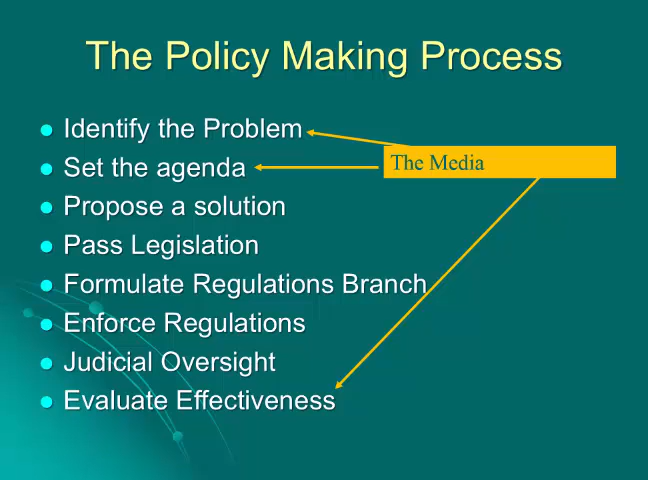 The Policy Making Process
Identify the Problem
The Media
Set the agenda
Propose a solution
Pass Legislation
Formulate Regulations Branch
Enforce Regulations
Judicial Oversight
Evaluate Effectiveness